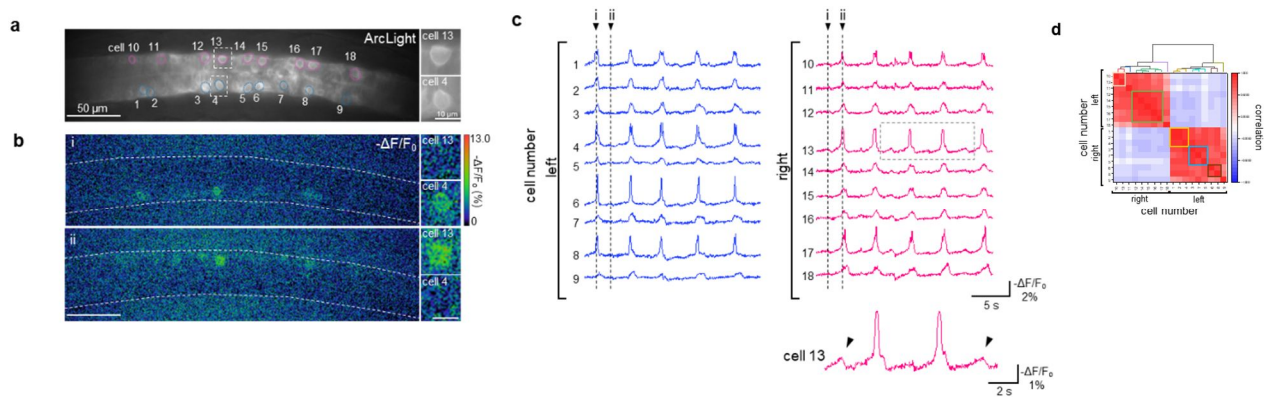 a
ArcLight
cell 10 11 12 13 14 15 16 17 18
1 2 3 4 5 6 7 8 9
50 µm
cell 13
cell 4
10 µm
b
i
-ΔF/F₀
13.0
-ΔF/F₀ (%)
0
cell 13
cell 4
ii
cell 13
cell 4
c
i ii
cell number
left
1
2
3
4
5
6
7
8
9
i ii
right
10
11
12
13
14
15
16
17
18
-ΔF/F₀
2%
5 s
cell 13
-ΔF/F₀
1%
2 s
d
cell number
left
right
correlation
right left
cell number